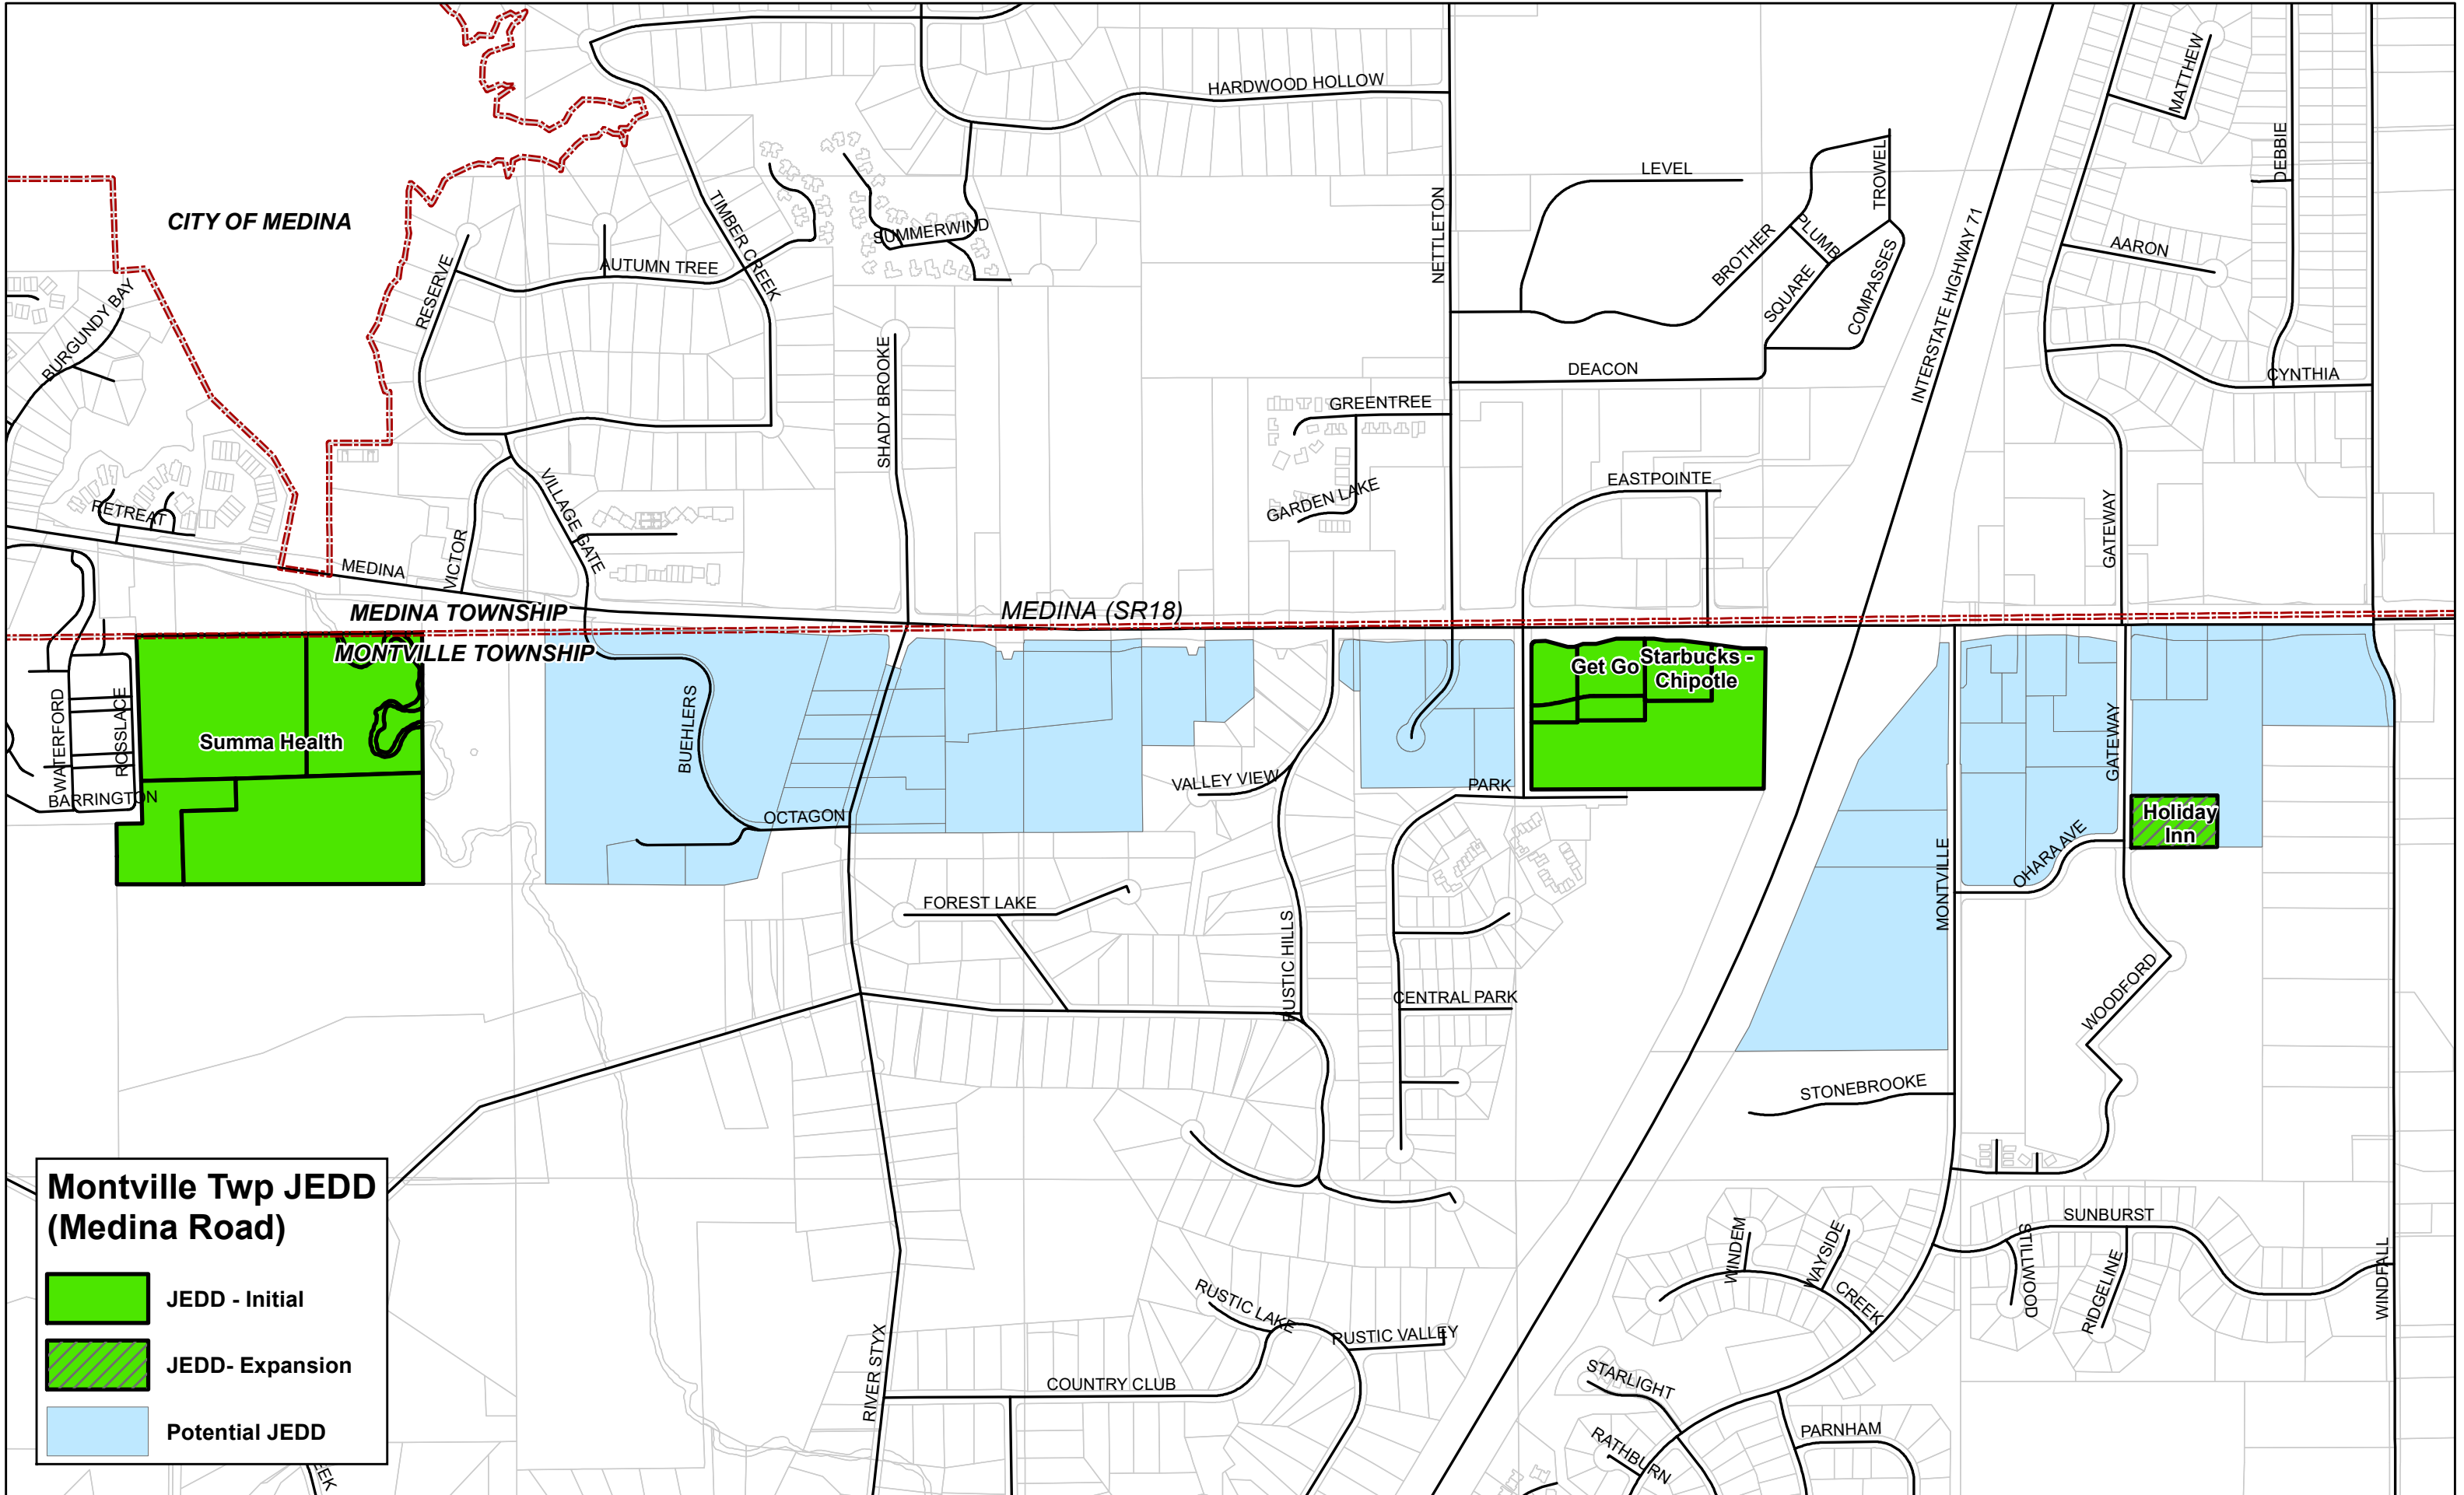 HARDWOOD HOLLOW
MATTHEW
DEBBIE
LEVEL
TROWEL
CITY OF MEDINA
TIMBER CREEK
SUMMERWIND
NETTLETON
BROTHER
PLUMB
INTERSTATE HIGHWAY 71
AARON
RESERVE
AUTUMN TREE
SQUARE
COMPASSES
BURGUNDY BAY
SHADY BROOKE
DEACON
CYNTHIA
GREENTREE
EASTPOINTE
GARDEN LAKE
VILLAGE GATE
GATEWAY
RETREAT
MEDINA
VICTOR
MEDINA TOWNSHIP
MEDINA (SR18)
MONTVILLE TOWNSHIP
Get Go
Starbucks -
Chipotle
WATERFORD
ROSSLACE
Summa Health
BUEHLERS
GATEWAY
VALLEY VIEW
PARK
BARRINGTON
OCTAGON
Holiday
Inn
OHARA AVE
MONTVILLE
FOREST LAKE
RUSTIC HILLS
CENTRAL PARK
WOODFORD
STONEBROOKE
Montville Twp JEDD
(Medina Road)
JEDD - Initial
JEDD- Expansion
Potential JEDD
EEK
WINDEM
WAYSIDE
CREEK
SUNBURST
STILLWOOD
RIDGELINE
WINDFALL
RUSTIC LAKE
RUSTIC VALLEY
RIVER STYX
COUNTRY CLUB
STARLIGHT
RATHBURN
PARNHAM